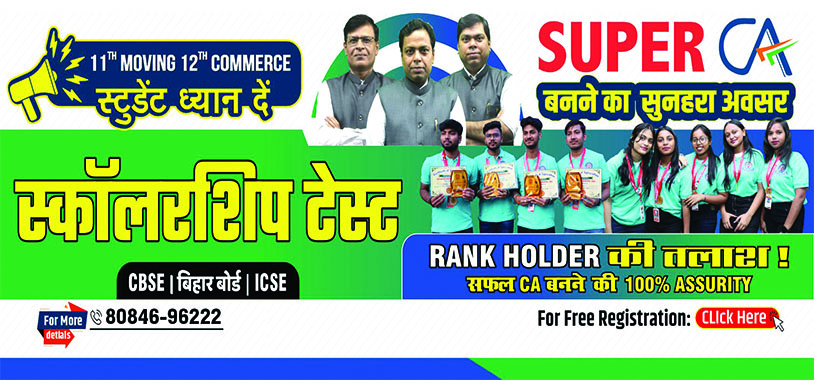 11TH MOVING 12TH COMMERCE
स्टुडेंट ध्यान दें
SUPER CA
बनने का सुनहरा अवसर
स्कॉलरशिप टेस्ट
CBSE | बिहार बोर्ड | ICSE
RANK HOLDER की तलाश !
सफल CA बनने की 100% ASSURITY
For More
detials
80846-96222
For Free Registration: CLIck Here